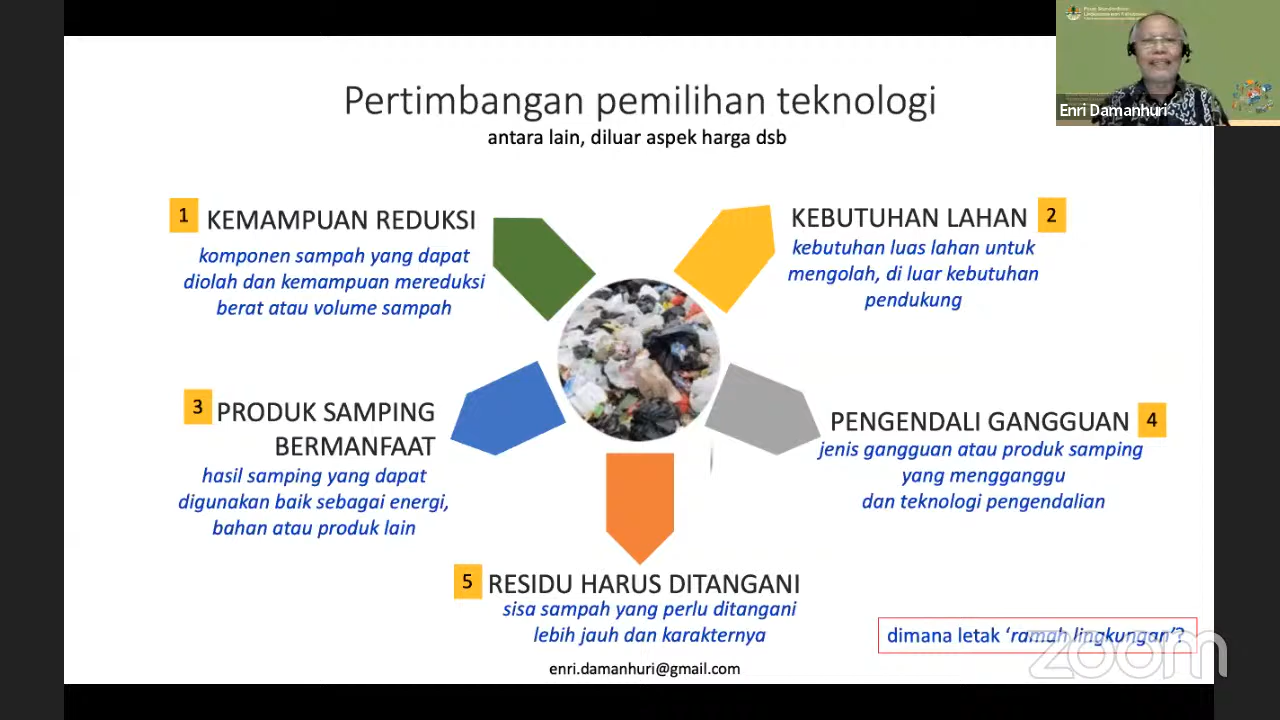 Pertimbangan pemilihan teknologi
antara lain, diluar aspek harga dsb
Enri Damanhuri
1
KEMAMPUAN REDUKSI
komponen sampah yang dapat
diolah dan kemampuan mereduksi
berat atau volume sampah
KEBUTUHAN LAHAN
2
kebutuhan luas lahan untuk
mengolah, di luar kebutuhan
pendukung
3
PRODUK SAMPING
BERMANFAAT
hasil samping yang dapat
digunakan baik sebagai energi,
bahan atau produk lain
PENGENDALI GANGGUAN
4
jenis gangguan atau produk samping
yang mengganggu
dan teknologi pengendalian
5
RESIDU HARUS DITANGANI
sisa sampah yang perlu ditangani
lebih jauh dan karakternya
dimana letak ‘ramah lingkungan’?
zoom
enri.damanhuri@gmail.com